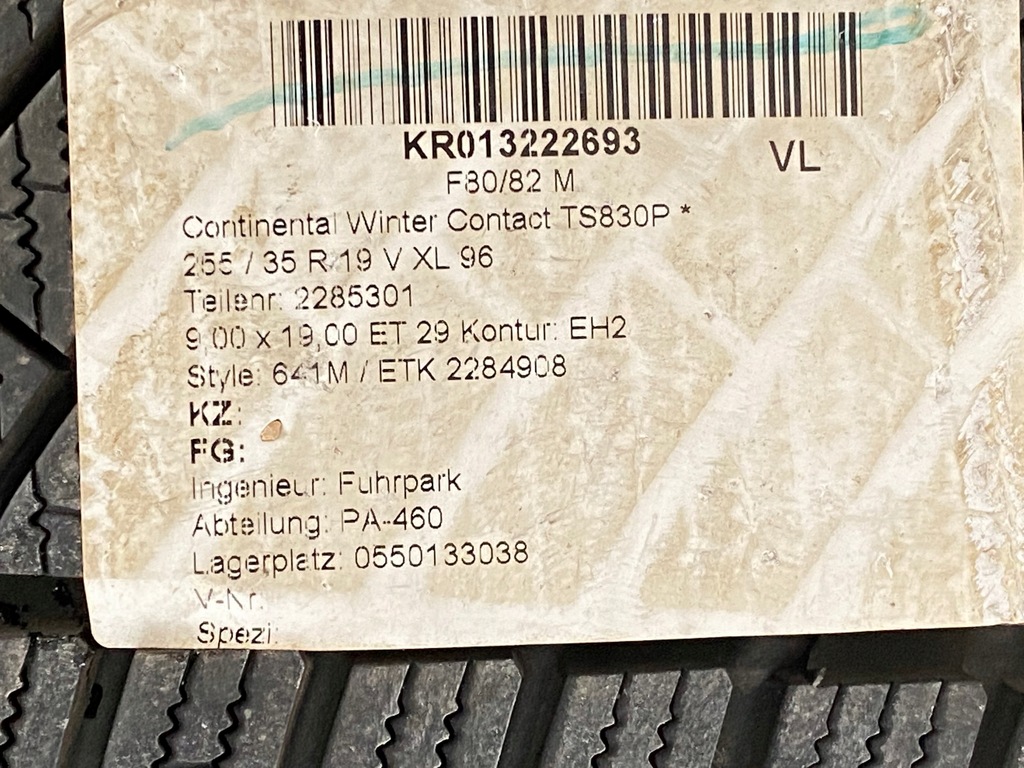 KR013222693
VL
F80/82 M
Continental Winter Contact TS830P *
255 / 35 R 19 V XL 96
Teilenr: 2285301
9,00 x 19,00 ET 29 Kontur: EH2
Style: 641M / ETK 2284908
KZ:
FG:
Ingenieur: Fuhrpark
Abteilung: PA-460
Lagerplatz: 0550133038
V-Nr.
Spezi: